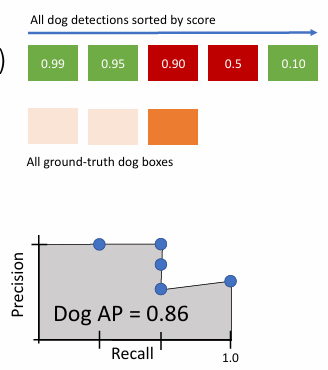 All dog detections sorted by score
)
0.99 0.95 0.90 0.5 0.10
All ground-truth dog boxes
Precision
Dog AP = 0.86
Recall
1.0